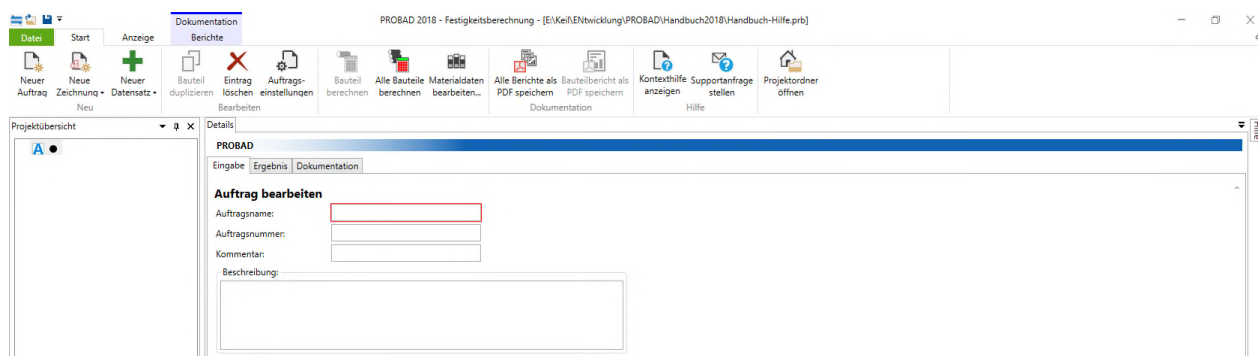 Dokumentation
PROBAD 2018 - Festigkeitsberechnung - [E:\Keil\ENtwicklung\PROBAD\Handbuch2018\Handbuch-Hilfe.prb]
Datei Start Anzeige Berichte
Neuer Auftrag
Neue Zeichnung
Neuer Datensatz
Bauteil duplizieren
Eintrag löschen
Auftrags-einstellungen
Bauteil berechnen
Alle Bauteile berechnen
Materialdaten bearbeiten...
Alle Berichte als PDF speichern
Bauteilbericht als PDF speichern
Kontexthilfe anzeigen
Supportanfrage stellen
Projektordner öffnen
Neu Bearbeiten Dokumentation Hilfe
Projektübersicht
Details
Hilfe
A
PROBAD
Eingabe Ergebnis Dokumentation
Auftrag bearbeiten
Auftragsname:
Auftragsnummer:
Kommentar:
Beschreibung: